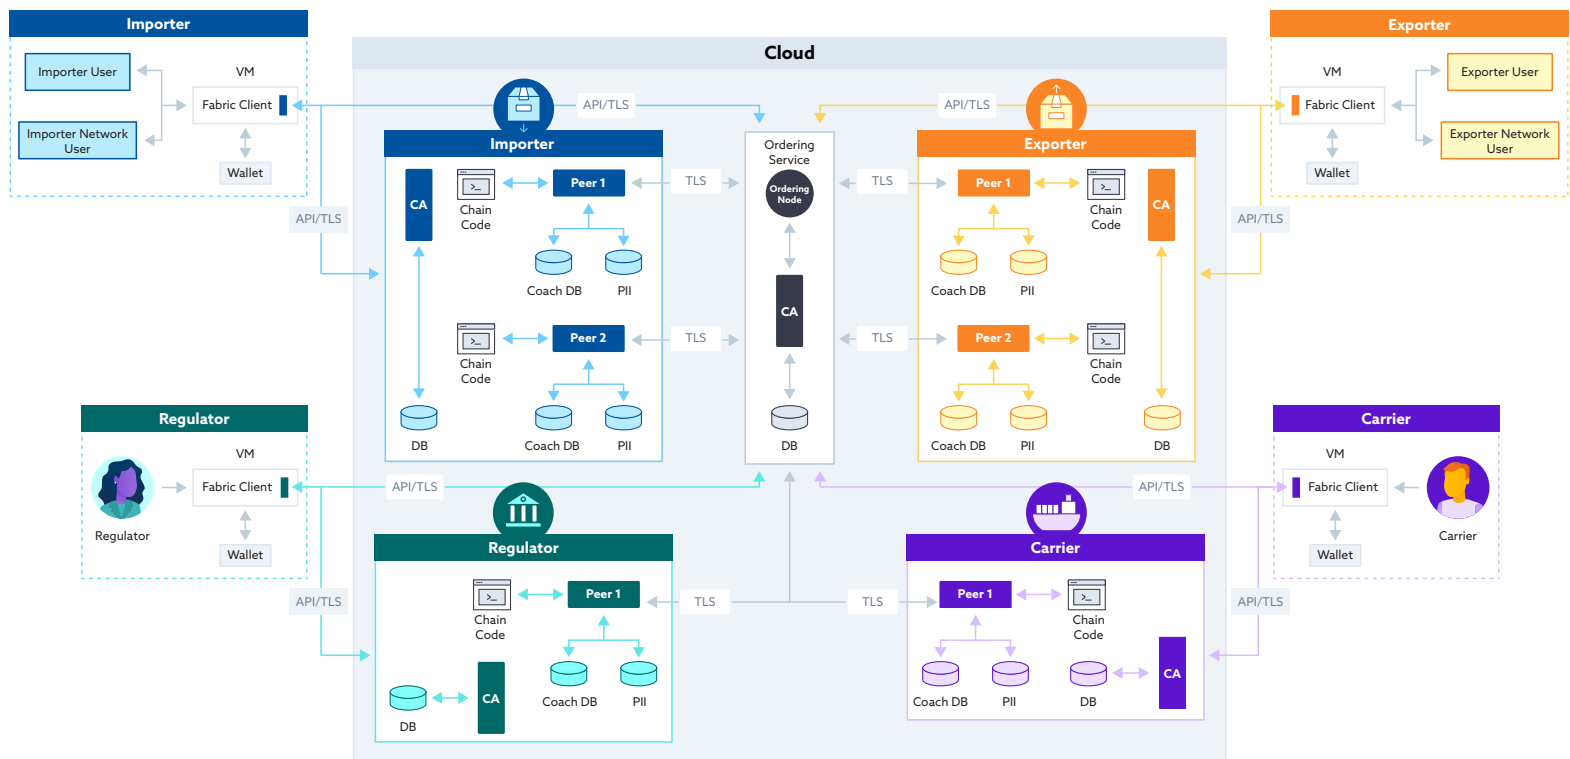 Importer
Importer User
Importer Network
User
VM
Fabric Client
Wallet
API/TLS
Cloud
API/TLS
Importer
CA
DB
Chain
Code
Peer 1
Coach DB
PII
Chain
Code
Peer 2
Coach DB
PII
TLS
TLS
Ordering
Service
Ordering
Node
CA
DB
API/TLS
TLS
TLS
Exporter
Peer 1
Chain
Code
Coach DB
PII
Peer 2
Chain
Code
Coach DB
PII
CA
DB
Exporter
VM
Fabric Client
Wallet
Exporter User
Exporter Network
User
API/TLS
Regulator
Regulator
VM
Fabric Client
Wallet
API/TLS
API/TLS
Regulator
Chain
Code
Peer 1
Coach DB
PII
DB
CA
TLS
TLS
API/TLS
Carrier
Peer 1
Chain
Code
Coach DB
PII
DB
CA
Carrier
VM
Fabric Client
Wallet
Carrier
API/TLS